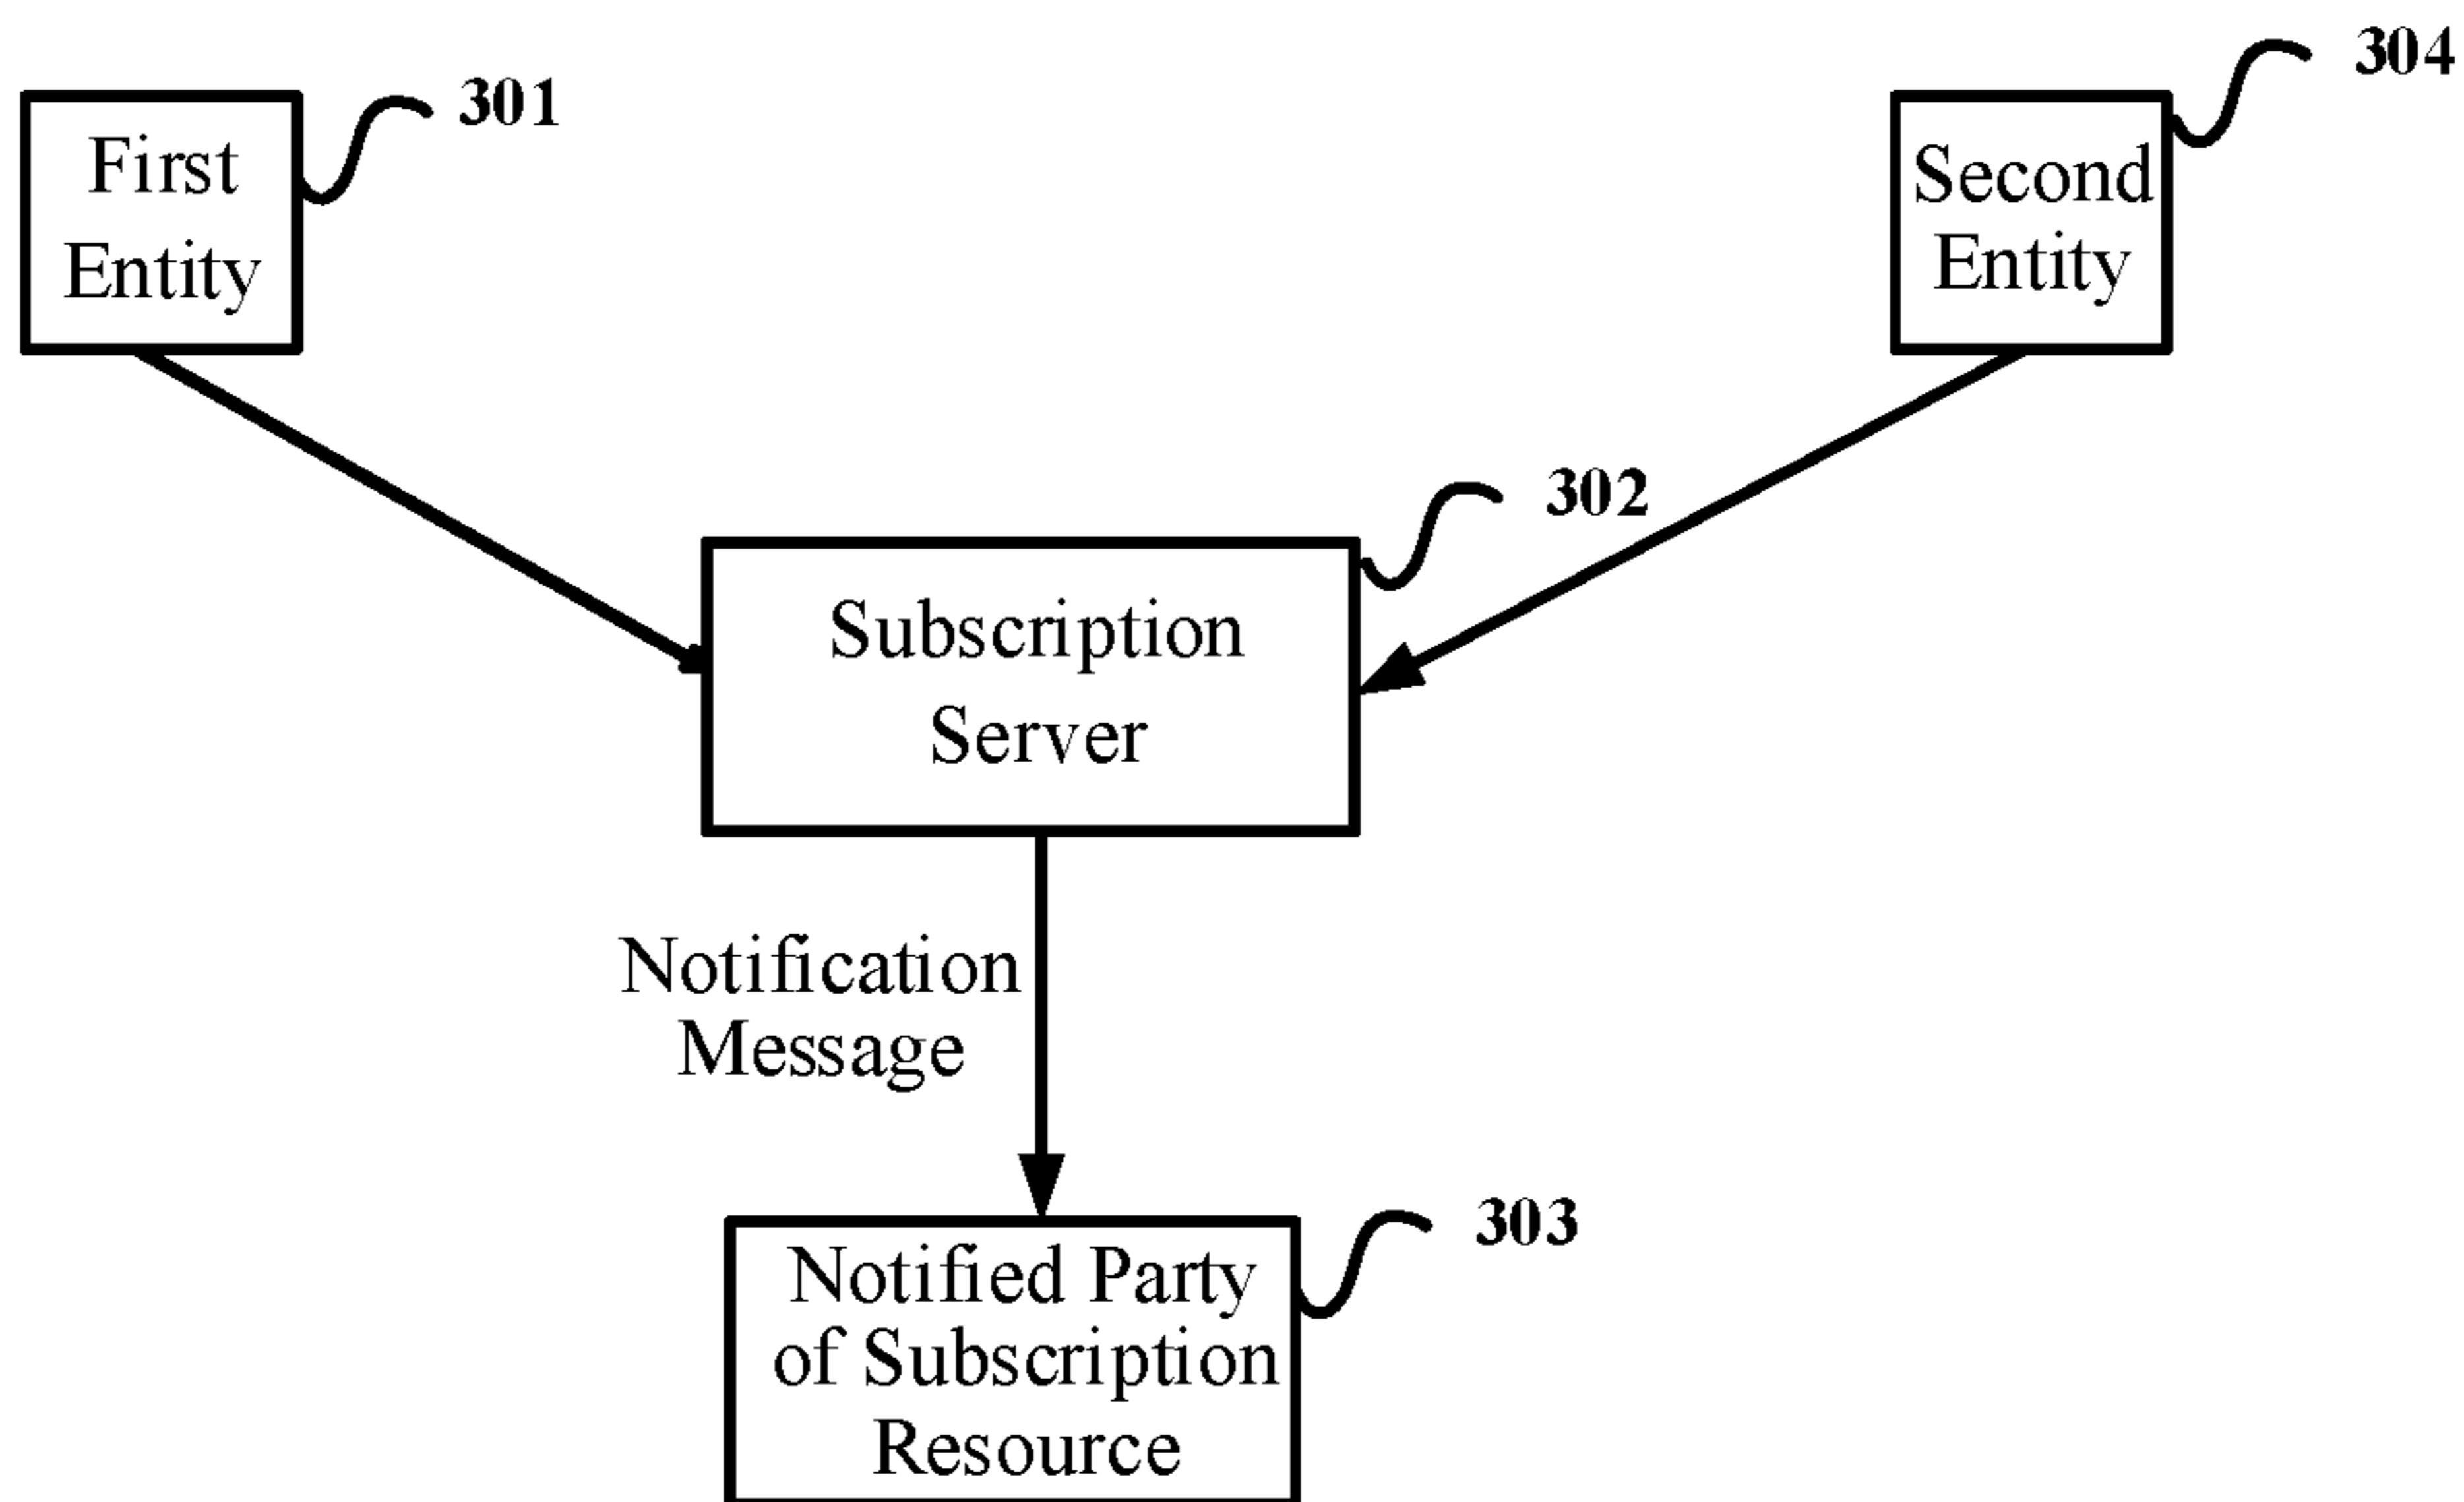 First
Entity
301
Second
Entity
304
Subscription
Server
302
Notification
Message
Notified Party
of Subscription
Resource
303